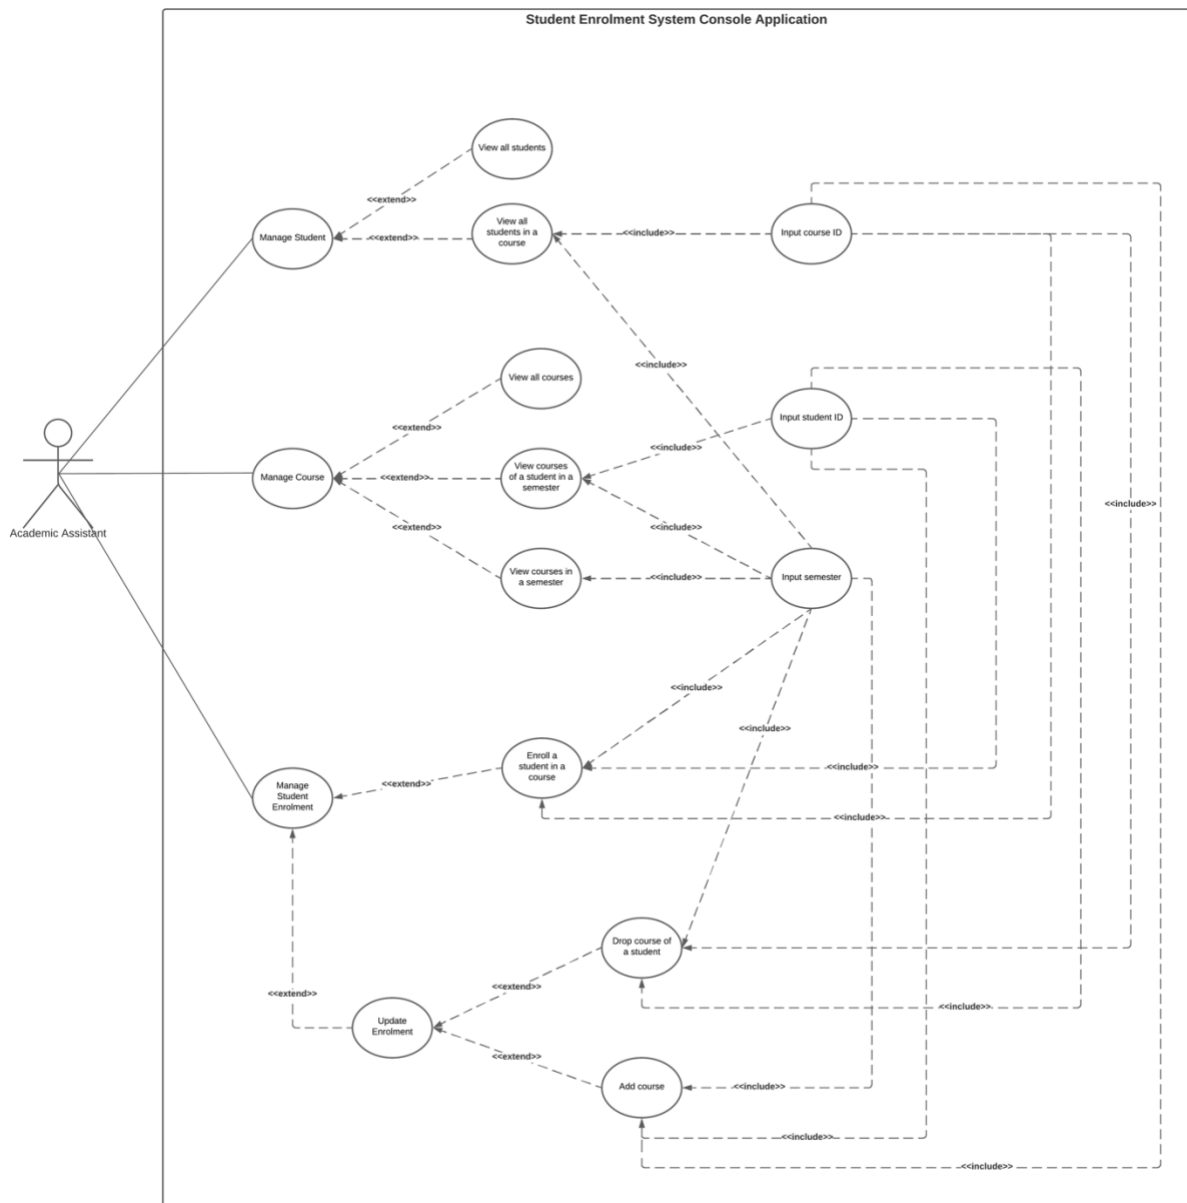 Student Enrolment System Console Application
View all students
<<extend>>
Manage Student
<<extend>>
View all
students in a
course
<<include>>
Input course ID
<<include>>
View all courses
<<extend>>
Input student ID
<<include>>
Manage Course
<<extend>>
View courses
of a student in a
semester
<<include>>
Academic Assistant
<<extend>>
<<include>>
View courses in
a semester
<<include>>
Input semester
<<include>>
<<include>>
Enroll a
student in a
course
<<include>>
Manage
Student
Enrolment
<<extend>>
<<include>>
Drop course of
a student
<<extend>>
<<extend>>
<<include>>
Update
Enrolment
<<extend>>
Add course
<<include>>
<<include>>
<<include>>